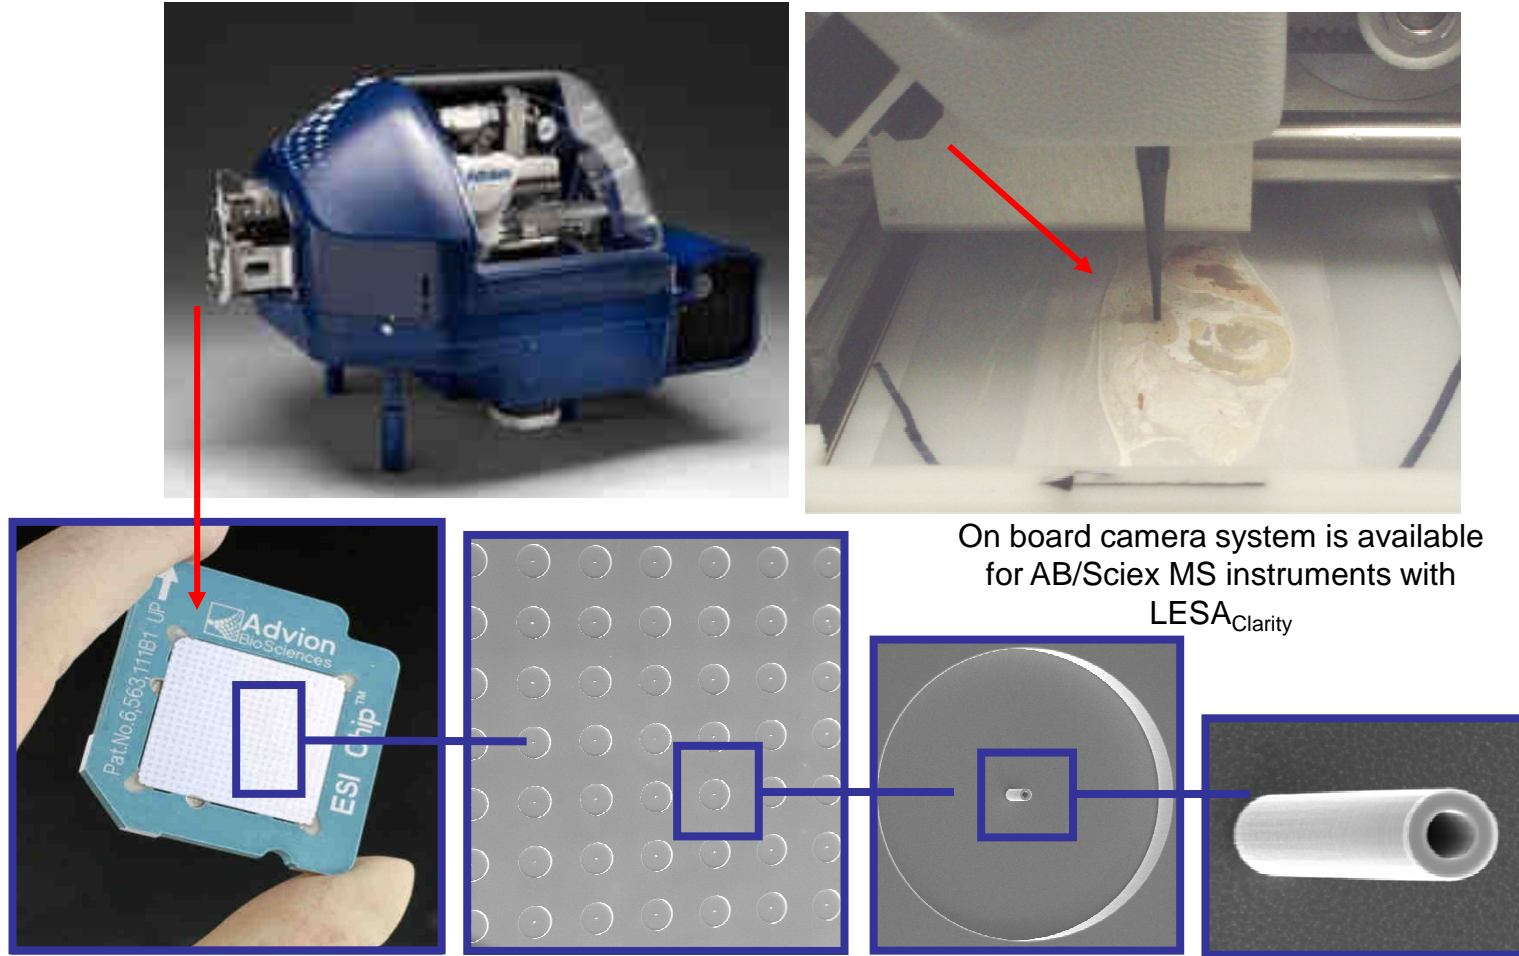 On board camera system is available
for AB/Sciex MS instruments with
LESA_Clarity
Advion
BioSciences
Pat.No.6,563,111B1 UP
ESI Chip™